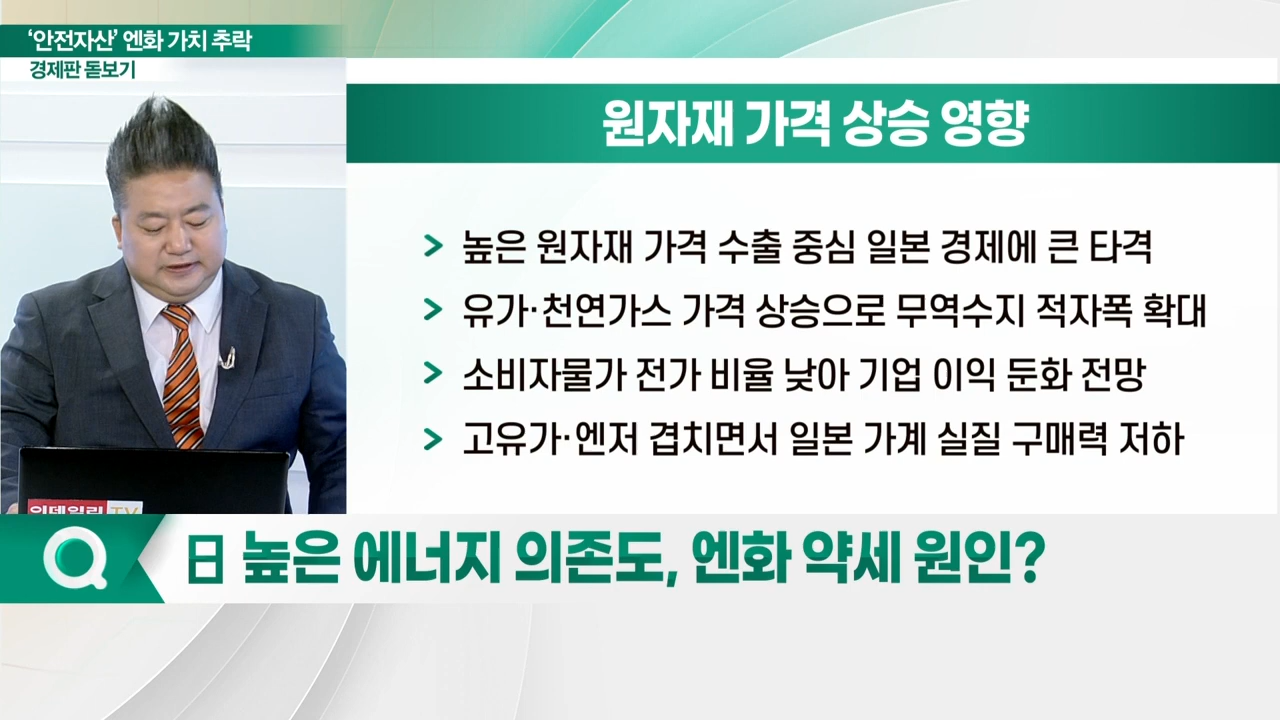 ‘안전자산’ 엔화 가치 추락
경제판 돋보기
원자재 가격 상승 영향
> 높은 원자재 가격 수출 중심 일본 경제에 큰 타격
> 유가·천연가스 가격 상승으로 무역수지 적자폭 확대
> 소비자물가 전가 비율 낮아 기업 이익 둔화 전망
> 고유가·엔저 겹치면서 일본 가계 실질 구매력 저하
이데일리 TV
Q 日 높은 에너지 의존도, 엔화 약세 원인?